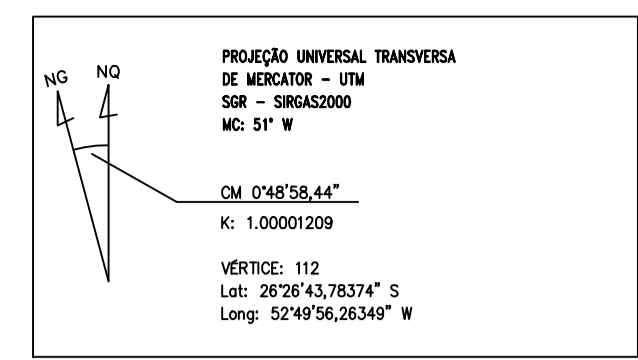 NG NQ
PROJEÇÃO UNIVERSAL TRANSVERSA
DE MERCATOR – UTM
SGR – SIRGAS2000
MC: 51° W
CM 0°48'58,44"
K: 1.00001209
VÉRTICE: 112
Lat: 26°26'43,78374" S
Long: 52°49'56,26349" W